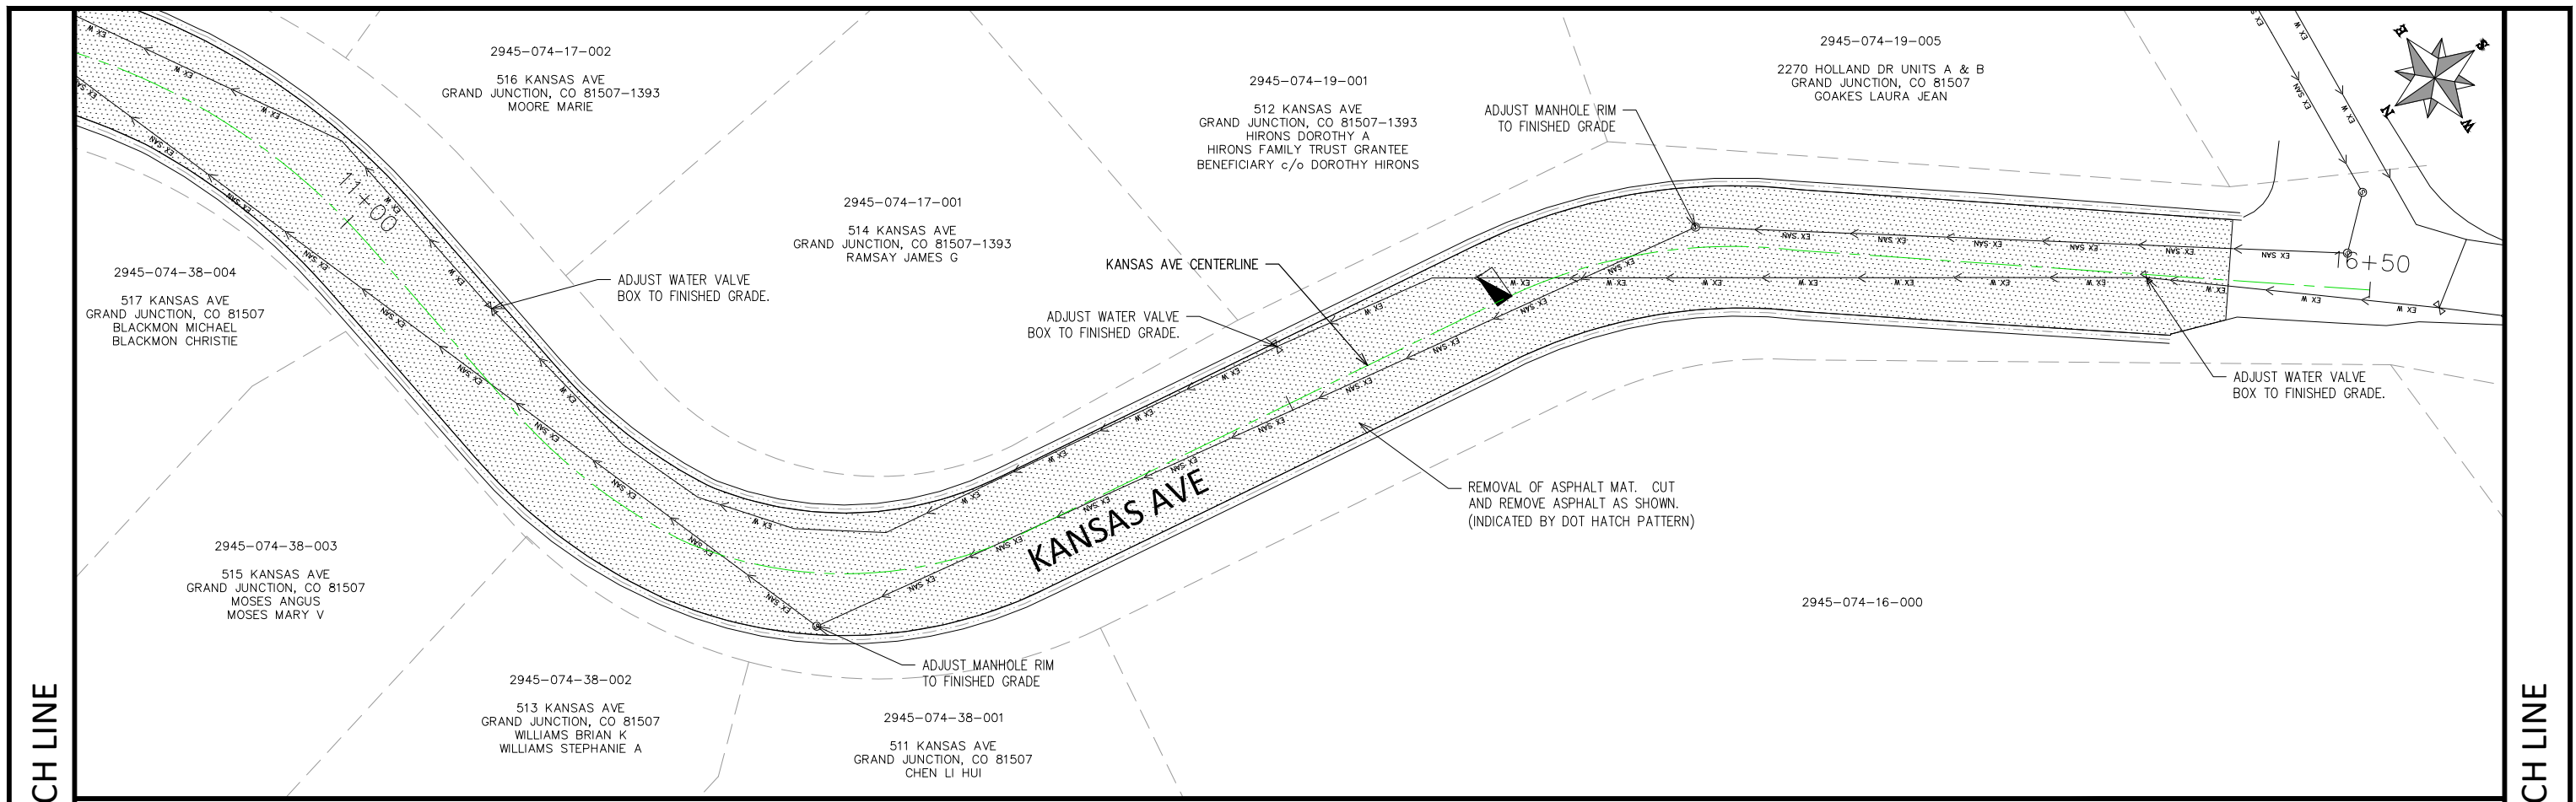 2945-074-17-002
516 KANSAS AVE
GRAND JUNCTION, CO 81507-1393
MOORE MARIE
2945-074-19-001
512 KANSAS AVE
GRAND JUNCTION, CO 81507-1393
HIRONS DOROTHY A
HIRONS FAMILY TRUST GRANTEE
BENEFICIARY c/o DOROTHY HIRONS
ADJUST MANHOLE RIM
TO FINISHED GRADE
2945-074-19-005
2270 HOLLAND DR UNITS A & B
GRAND JUNCTION, CO 81507
GOAKES LAURA JEAN
E
S
N
W
11+00
2945-074-17-001
514 KANSAS AVE
GRAND JUNCTION, CO 81507-1393
RAMSAY JAMES G
KANSAS AVE CENTERLINE
16+50
2945-074-38-004
517 KANSAS AVE
GRAND JUNCTION, CO 81507
BLACKMON MICHAEL
BLACKMON CHRISTIE
ADJUST WATER VALVE
BOX TO FINISHED GRADE.
ADJUST WATER VALVE
BOX TO FINISHED GRADE.
ADJUST WATER VALVE
BOX TO FINISHED GRADE.
EX W
EX SAN
KANSAS AVE
REMOVAL OF ASPHALT MAT. CUT
AND REMOVE ASPHALT AS SHOWN.
(INDICATED BY DOT HATCH PATTERN)
2945-074-38-003
515 KANSAS AVE
GRAND JUNCTION, CO 81507
MOSES ANGUS
MOSES MARY V
2945-074-16-000
ADJUST MANHOLE RIM
TO FINISHED GRADE
2945-074-38-002
513 KANSAS AVE
GRAND JUNCTION, CO 81507
WILLIAMS BRIAN K
WILLIAMS STEPHANIE A
2945-074-38-001
511 KANSAS AVE
GRAND JUNCTION, CO 81507
CHEN LI HUI
CH LINE
CH LINE